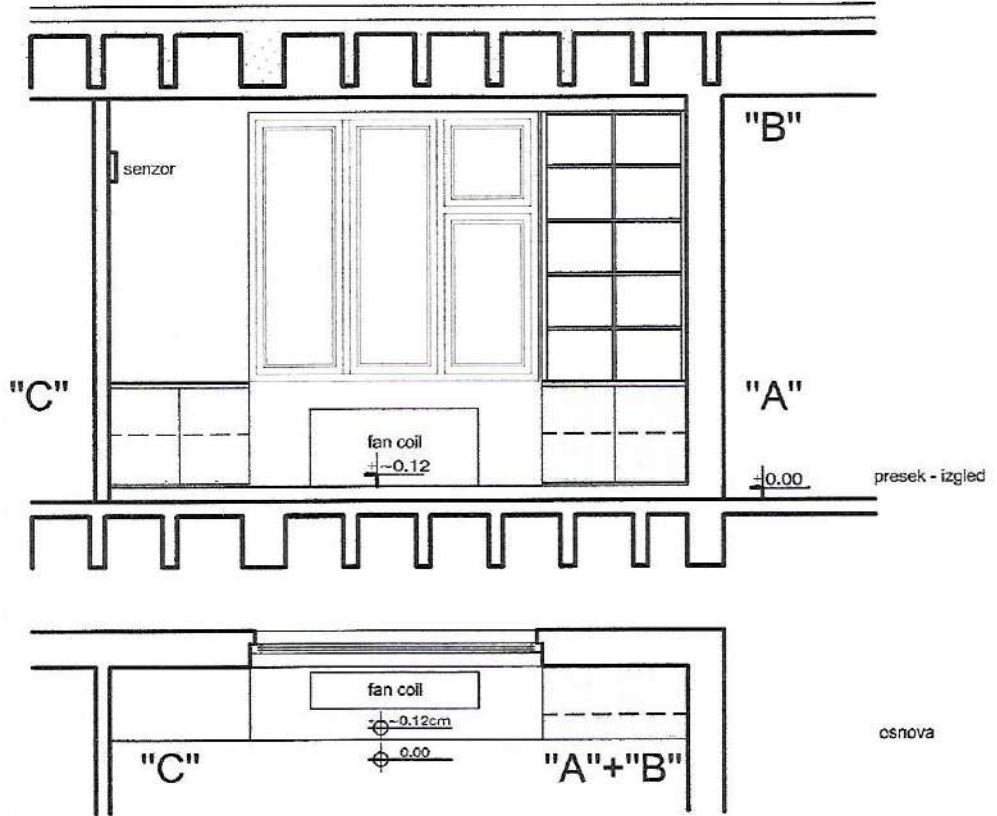 "B"
senzor
"C"
"A"
fan coil
±~0.12
±0.00
presek - izgled
fan coil
-~0.12cm
0.00
osnova
"C"
"A"+"B"